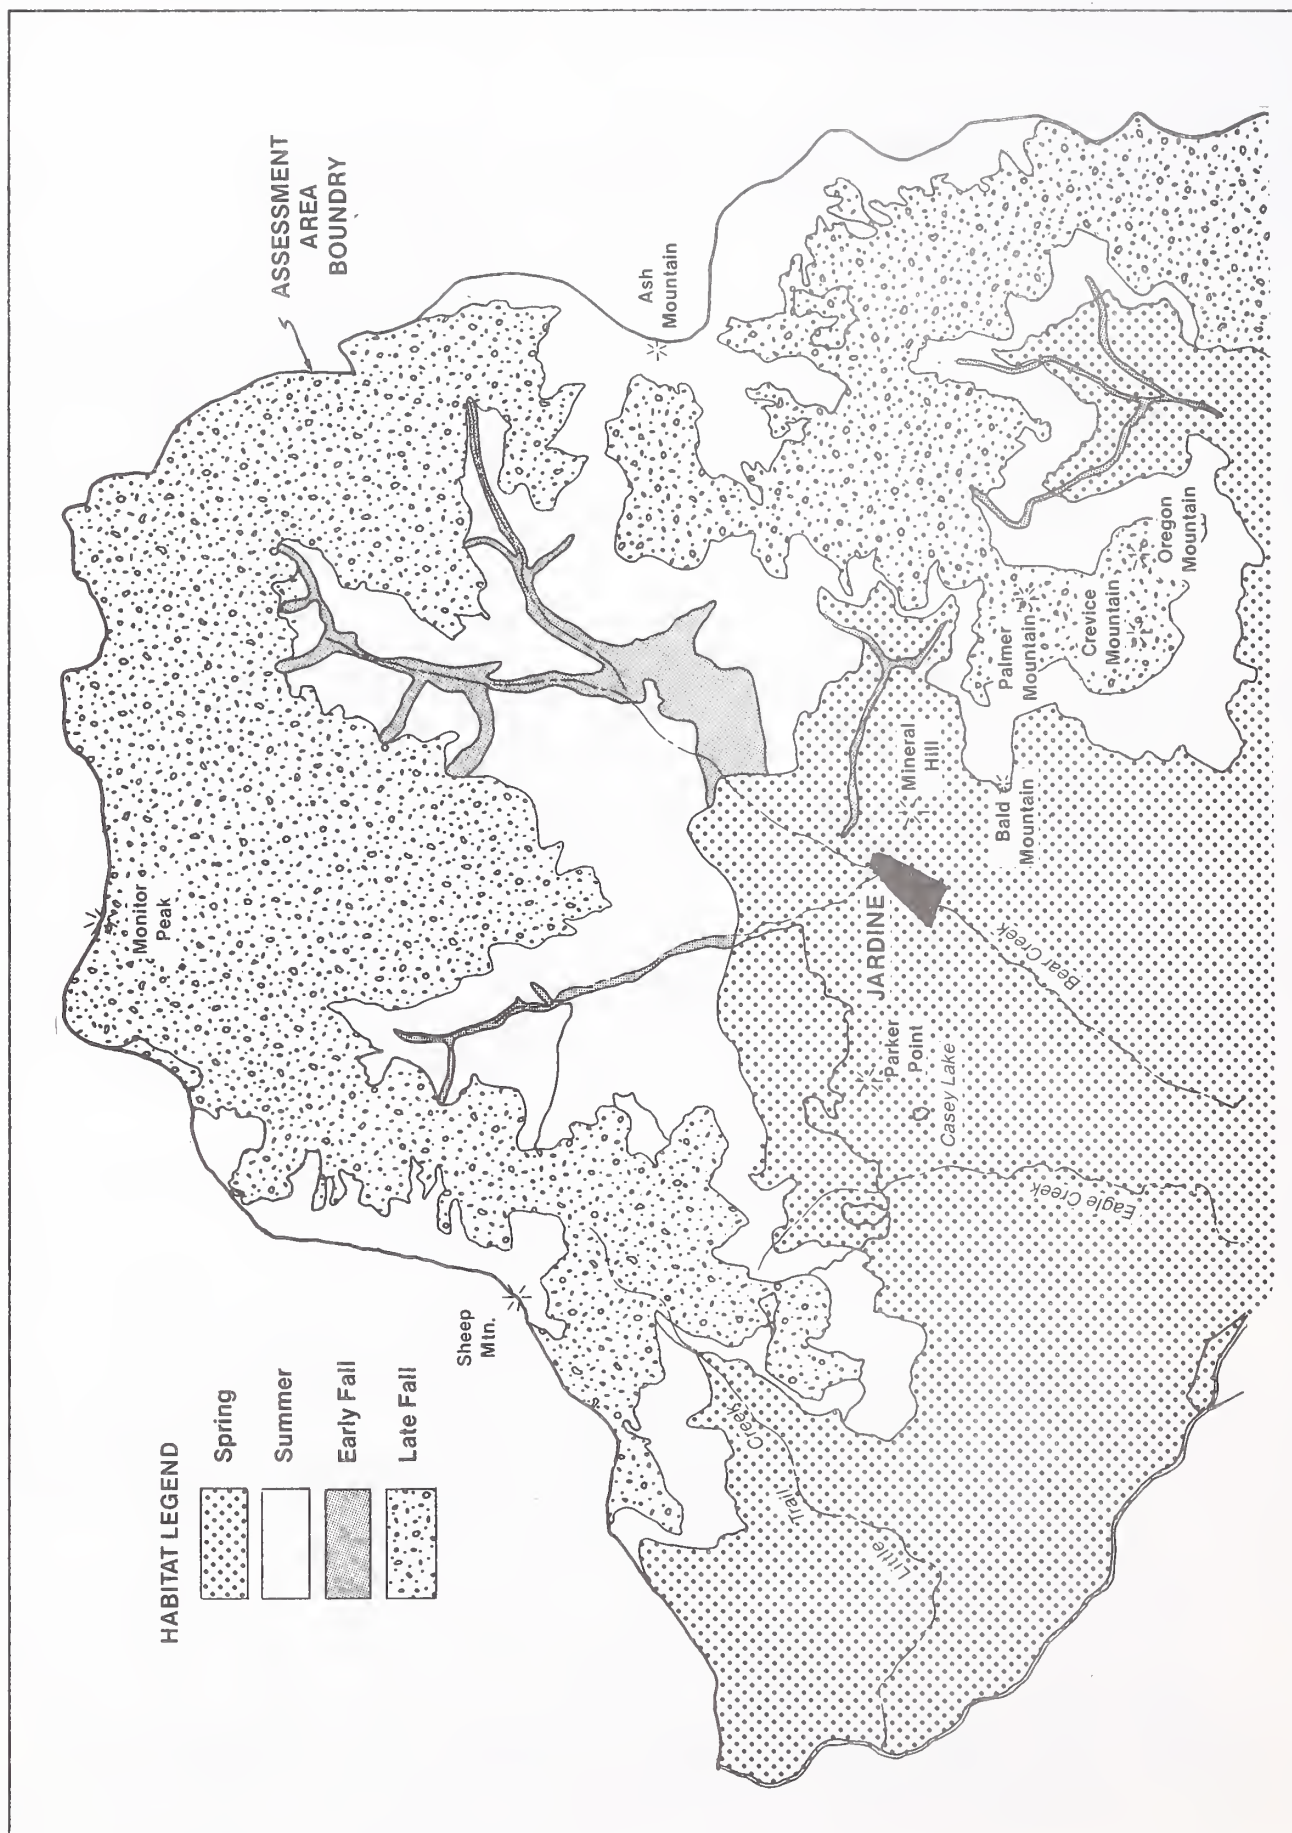 HABITAT LEGEND
Spring
Summer
Early Fall
Late Fall
ASSESSMENT
AREA
BOUNDRY
Monitor
Peak
Sheep
Mtn.
Ash
Mountain
Little
Trail
Creek
Eagle Creek
Casey Lake
Parker
Point
JARDINE
Bear Creek
Mineral
Hill
Bald
Mountain
Palmer
Mountain
Crevice
Mountain
Oregon
Mountain